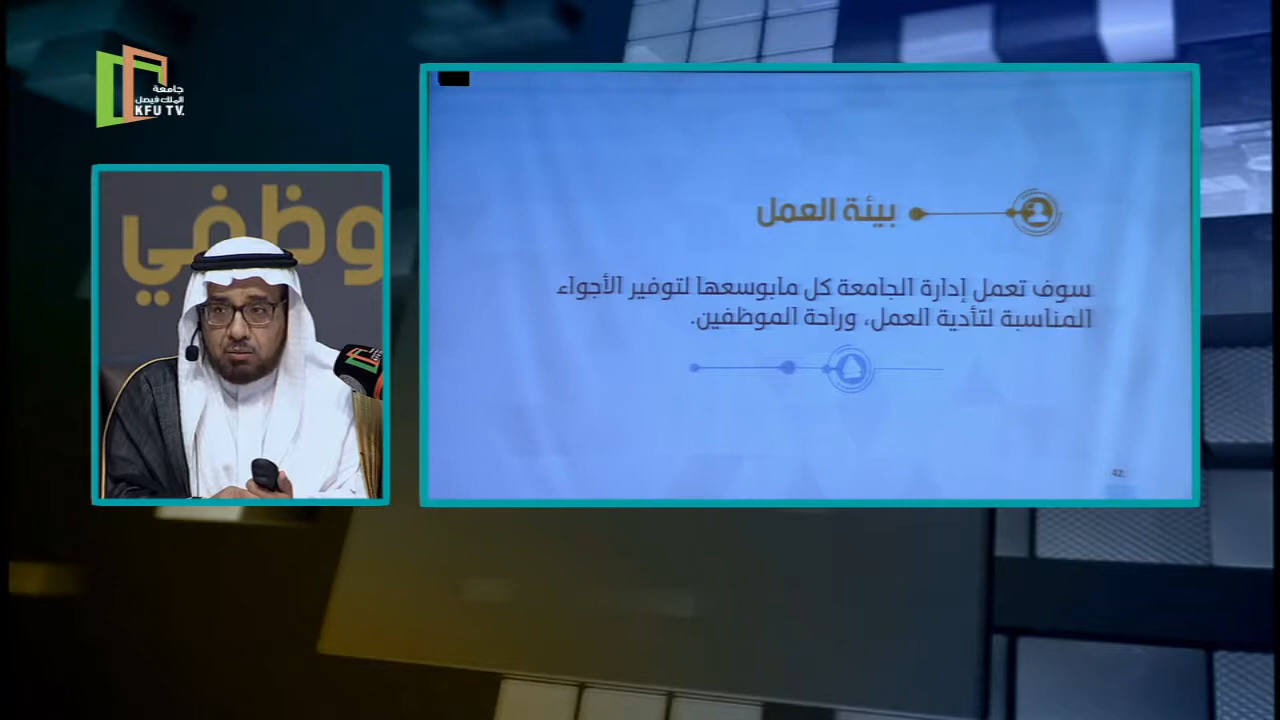 جامعة
الملك فيصل
KFU TV.
وظفي
بيئة العمل
سوف تعمل إدارة الجامعة كل مابوسعها لتوفير الأجواء
المناسبة لتأدية العمل، وراحة الموظفين.
42